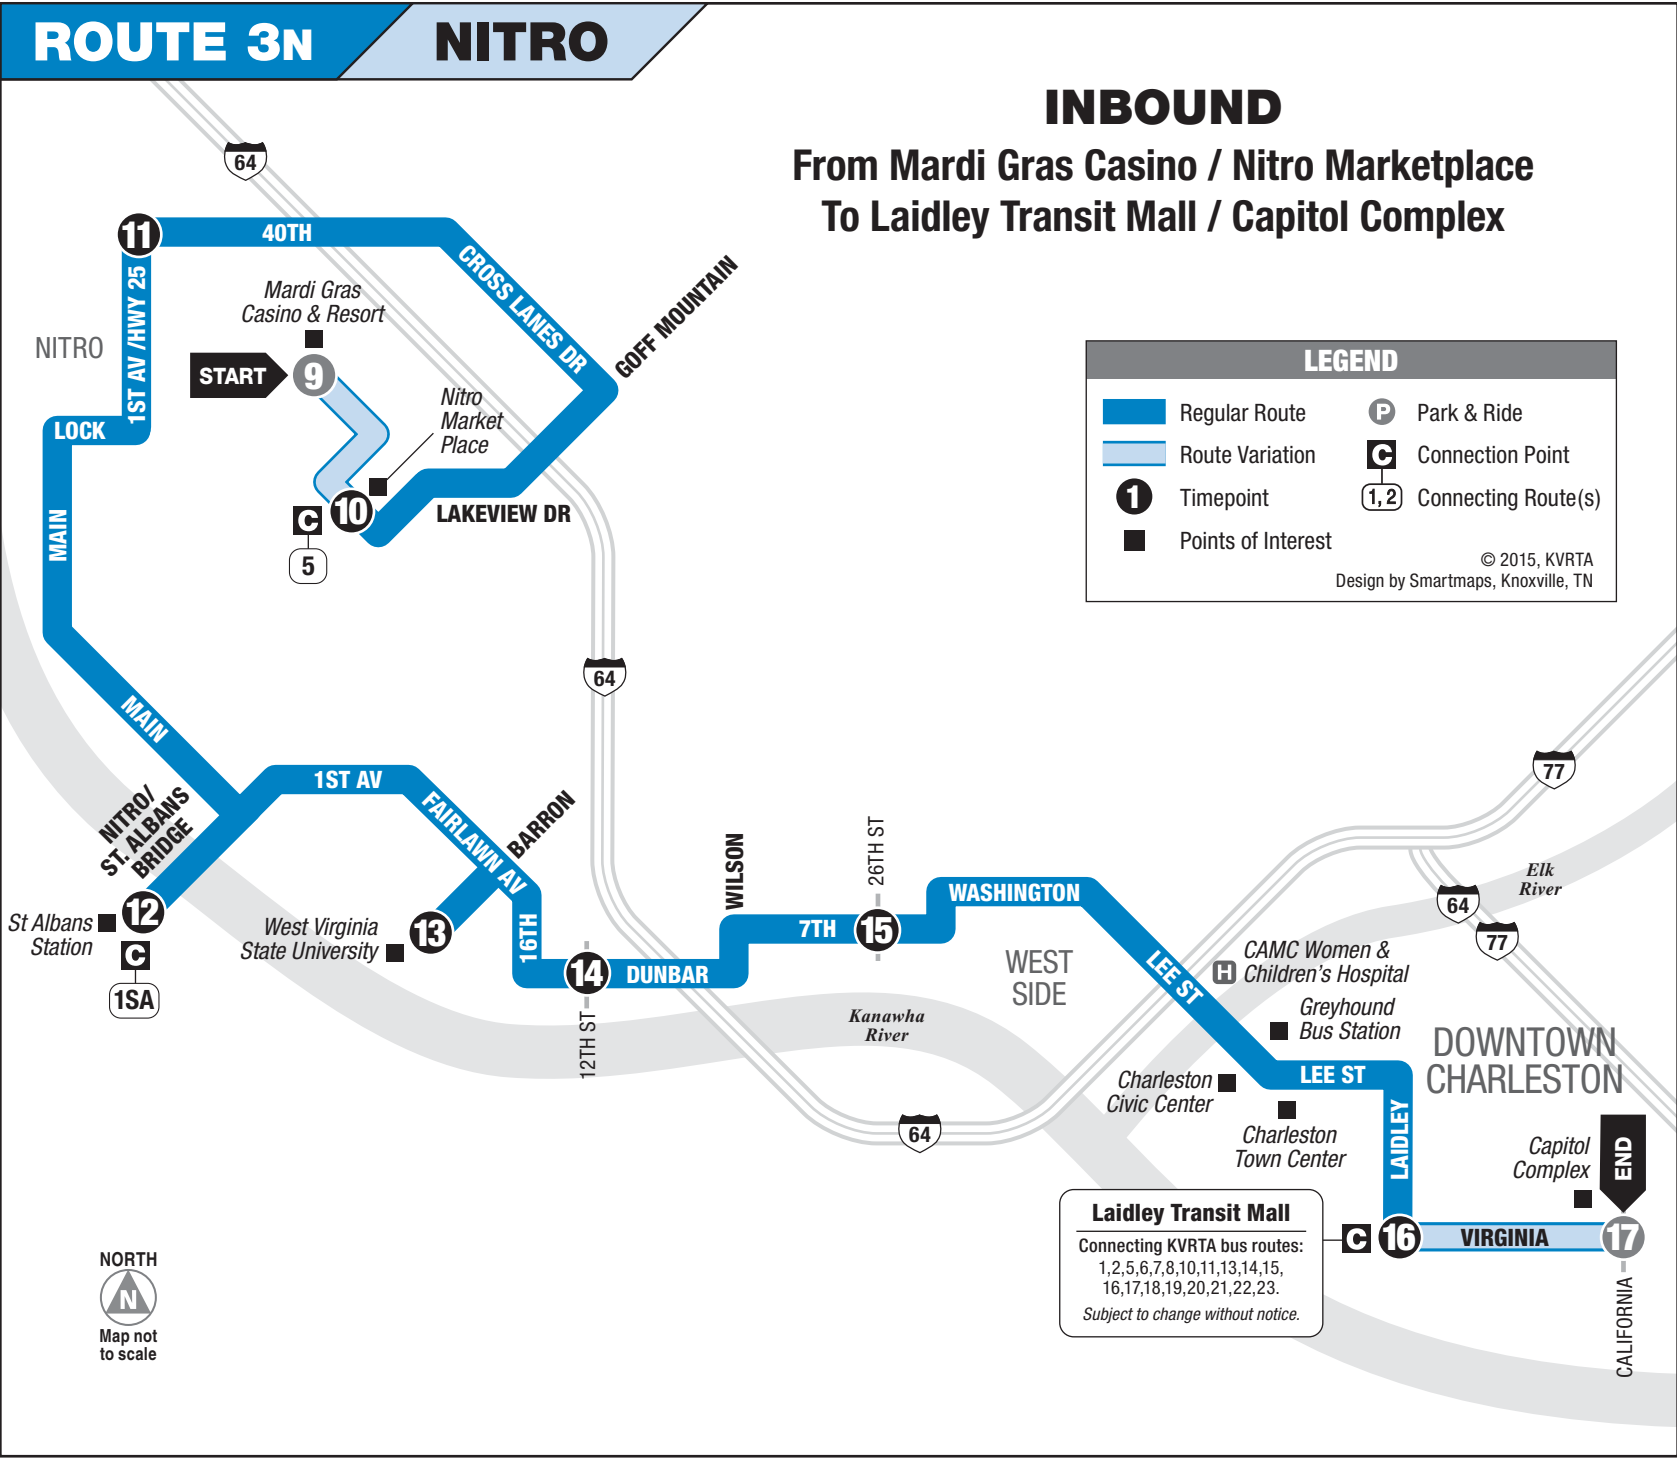 ROUTE 3N
NITRO
INBOUND
From Mardi Gras Casino / Nitro Marketplace
To Laidley Transit Mall / Capitol Complex
64
11
40TH
CROSS LANES DR
GOFF MOUNTAIN
1ST AV /HWY 25
NITRO
Mardi Gras
Casino & Resort
START
9
Nitro
Market
Place
LOCK
10
LAKEVIEW DR
C
5
MAIN
64
MAIN
LEGEND
Regular Route
Route Variation
1
Timepoint
Points of Interest
P
Park & Ride
C
Connection Point
1, 2
Connecting Route(s)
© 2015, KVRTA
Design by Smartmaps, Knoxville, TN
77
1ST AV
FAIRLAWN AV
BARRON
NITRO/
ST. ALBANS
BRIDGE
12
St Albans
Station
C
1SA
West Virginia
State University
13
16TH
14
DUNBAR
12TH ST
WILSON
7TH
26TH ST
15
WASHINGTON
WEST
SIDE
LEE ST
Elk
River
64
77
H
CAMC Women &
Children's Hospital
Greyhound
Bus Station
Kanawha
River
DOWNTOWN
CHARLESTON
LEE ST
Charleston
Civic Center
Charleston
Town Center
64
LAIDLEY
Capitol
Complex
END
Laidley Transit Mall
Connecting KVRTA bus routes:
1,2,5,6,7,8,10,11,13,14,15,
16,17,18,19,20,21,22,23.
Subject to change without notice.
C
16
VIRGINIA
17
CALIFORNIA
NORTH
N
Map not
to scale